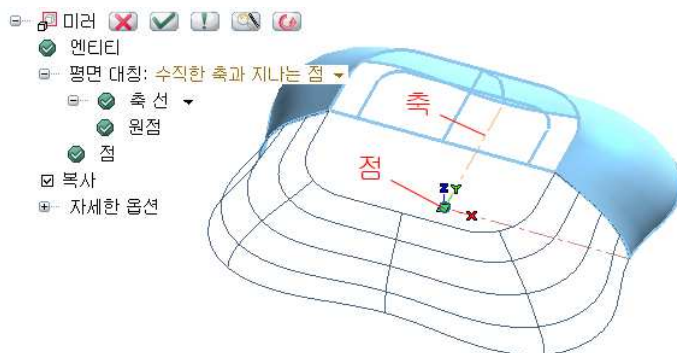 미러
엔티티
평면 대칭: 수직한 축과 지나는 점
축 선
원점
점
복사
자세한 옵션
축
점
Z
Y
X